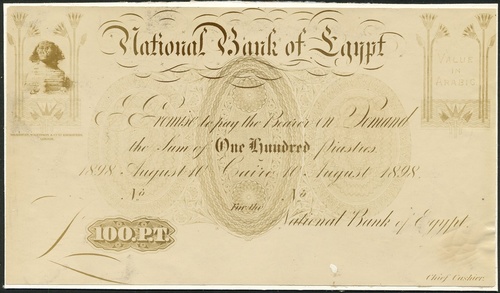 National Bank of Egypt
VALUE
IN
ARABIC
I Promise to pay the Bearer on Demand
the Sum of One Hundred piastres
1898 August 10 Cairo 10 August 1898
No No
For the
National Bank of Egypt.
100.P.T.
Chief Cashier.